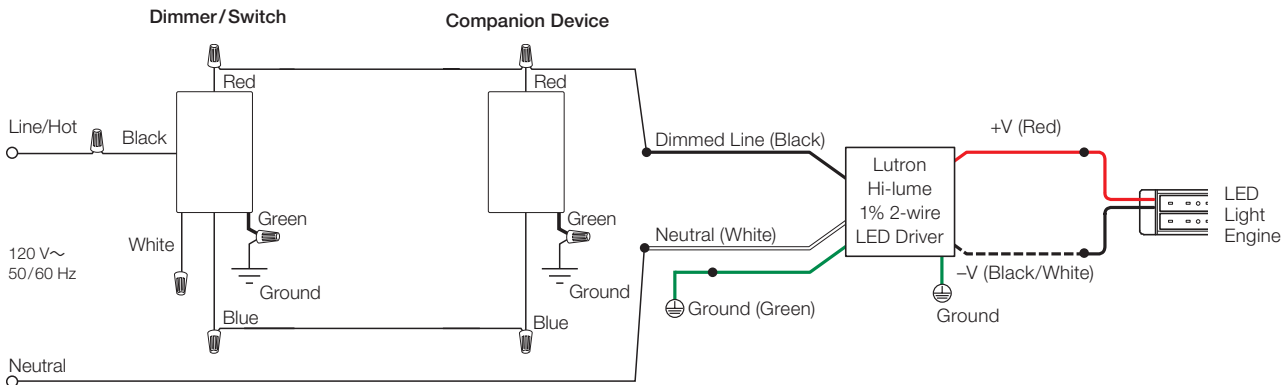 Dimmer/Switch
Companion Device
Red
Red
Line/Hot
Black
Dimmed Line (Black)
+V (Red)
Lutron
Hi-lume
1% 2-wire
LED Driver
LED
Light
Engine
Green
Green
White
Neutral (White)
120 V~
50/60 Hz
–V (Black/White)
Ground
Ground
Ground (Green)
Ground
Blue
Blue
Neutral